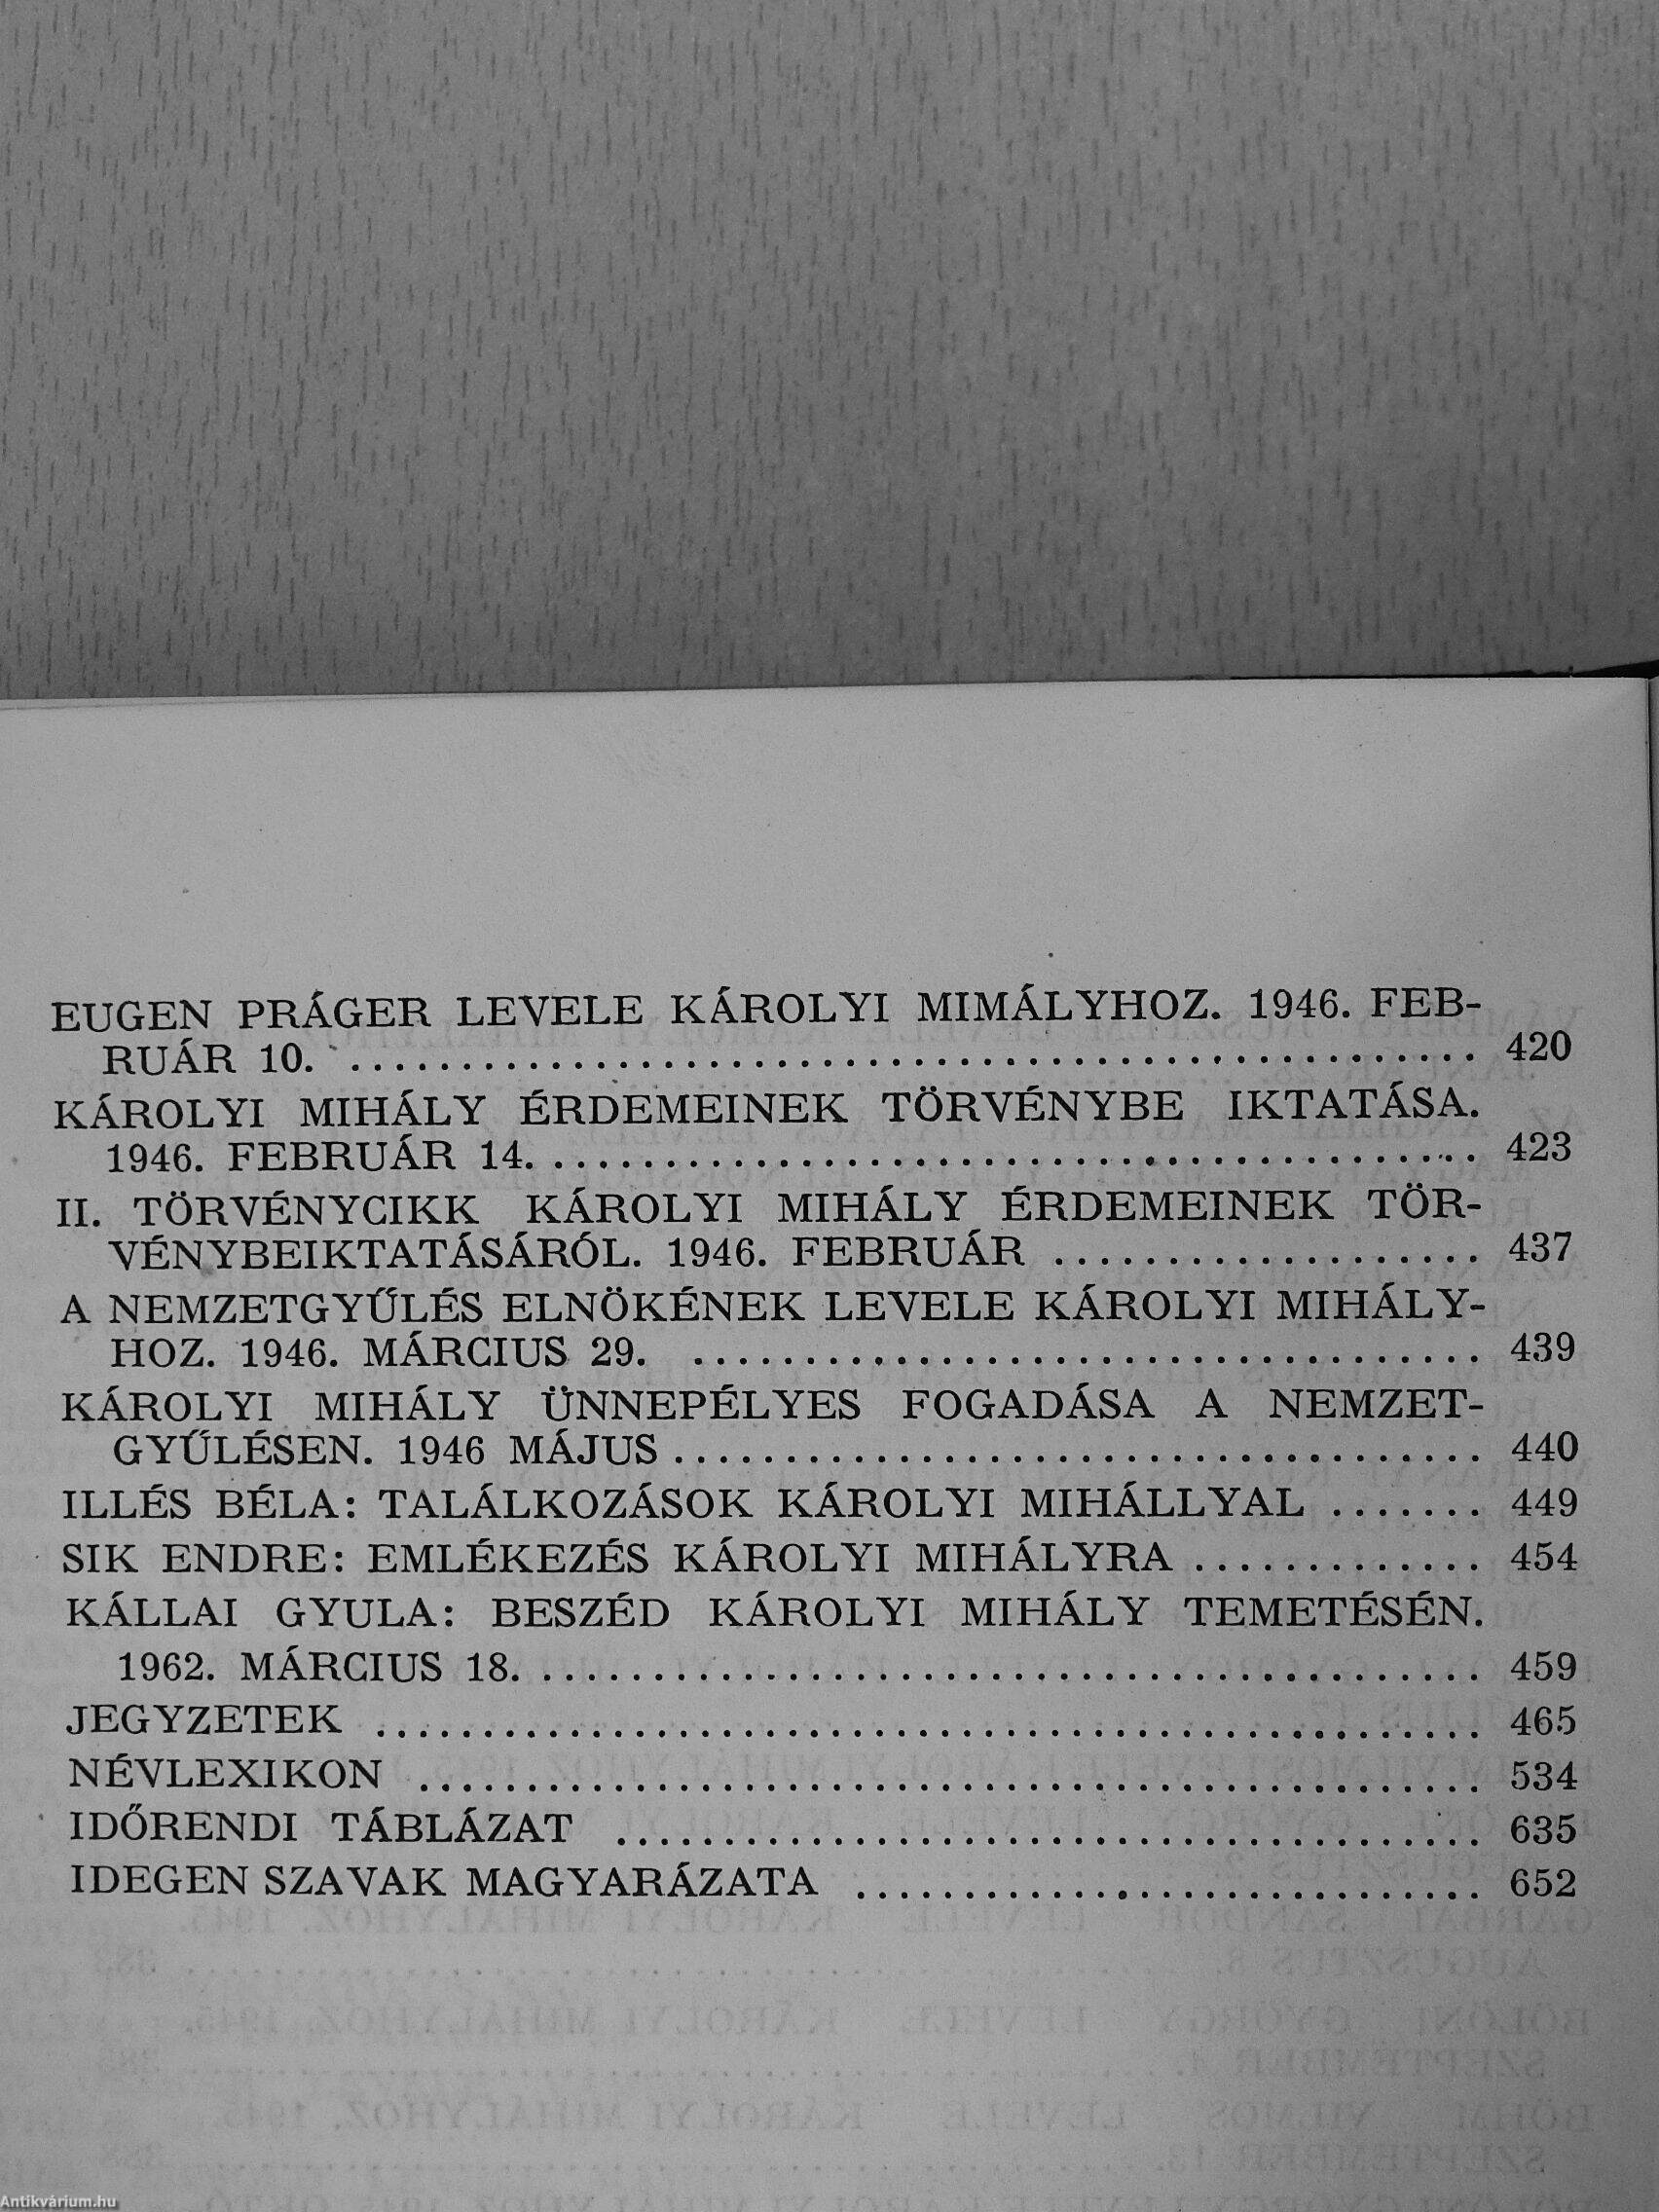 EUGEN PRÁGER LEVELE KÁROLYI MIMÁLYHOZ. 1946. FEB-
RUÁR 10. .................................................. 420
KÁROLYI MIHÁLY ÉRDEMEINEK TÖRVÉNYBE IKTATÁSA.
1946. FEBRUÁR 14. .......................................... 423
II. TÖRVÉNYCIKK KÁROLYI MIHÁLY ÉRDEMEINEK TÖR-
VÉNYBEIKTATÁSÁRÓL. 1946. FEBRUÁR ................... 437
A NEMZETGYŰLÉS ELNÖKÉNEK LEVELE KÁROLYI MIHÁLY-
HOZ. 1946. MÁRCIUS 29. .................................... 439
KÁROLYI MIHÁLY ÜNNEPÉLYES FOGADÁSA A NEMZET-
GYŰLÉSEN. 1946 MÁJUS ..................................... 440
ILLÉS BÉLA: TALÁLKOZÁSOK KÁROLYI MIHÁLLYAL ....... 449
SIK ENDRE: EMLÉKEZÉS KÁROLYI MIHÁLYRA ............. 454
KÁLLAI GYULA: BESZÉD KÁROLYI MIHÁLY TEMETÉSÉN.
1962. MÁRCIUS 18. .......................................... 459
JEGYZETEK .................................................. 465
NÉVLEXIKON ................................................ 534
IDŐRENDI TÁBLÁZAT ....................................... 635
IDEGEN SZAVAK MAGYARÁZATA ............................ 652
Antikvárium.hu